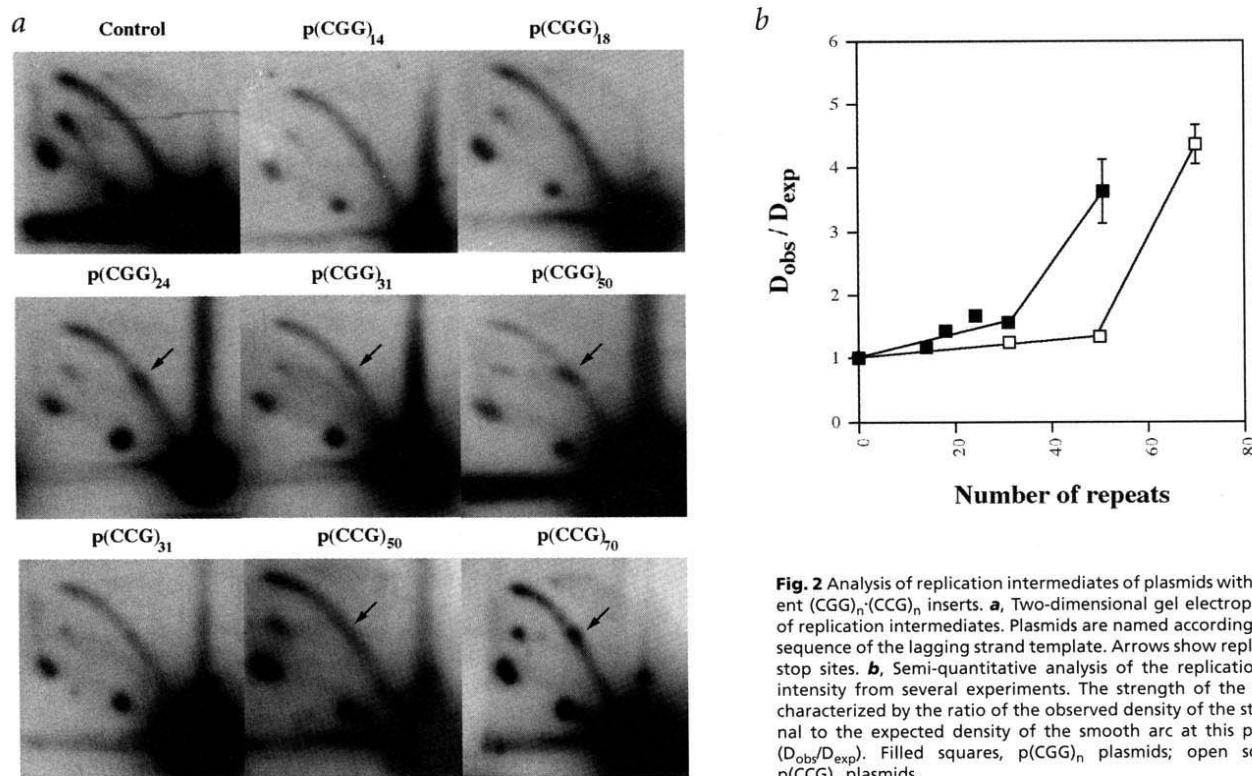 a
Control p(CGG)14 p(CGG)18
p(CGG)24 p(CGG)31 p(CGG)50
p(CCG)31 p(CCG)50 p(CCG)70
b
6
5
4
3
2
1
0
Dobs / Dexp
0 20 40 60 80
Number of repeats
Fig. 2 Analysis of replication intermediates of plasmids with
ent (CGG)n·(CCG)n inserts. a, Two-dimensional gel electrop
of replication intermediates. Plasmids are named according
sequence of the lagging strand template. Arrows show repl
stop sites. b, Semi-quantitative analysis of the replicatio
intensity from several experiments. The strength of the
characterized by the ratio of the observed density of the st
nal to the expected density of the smooth arc at this p
(Dobs/Dexp). Filled squares, p(CGG)n plasmids; open s
p(CCG) plasmids